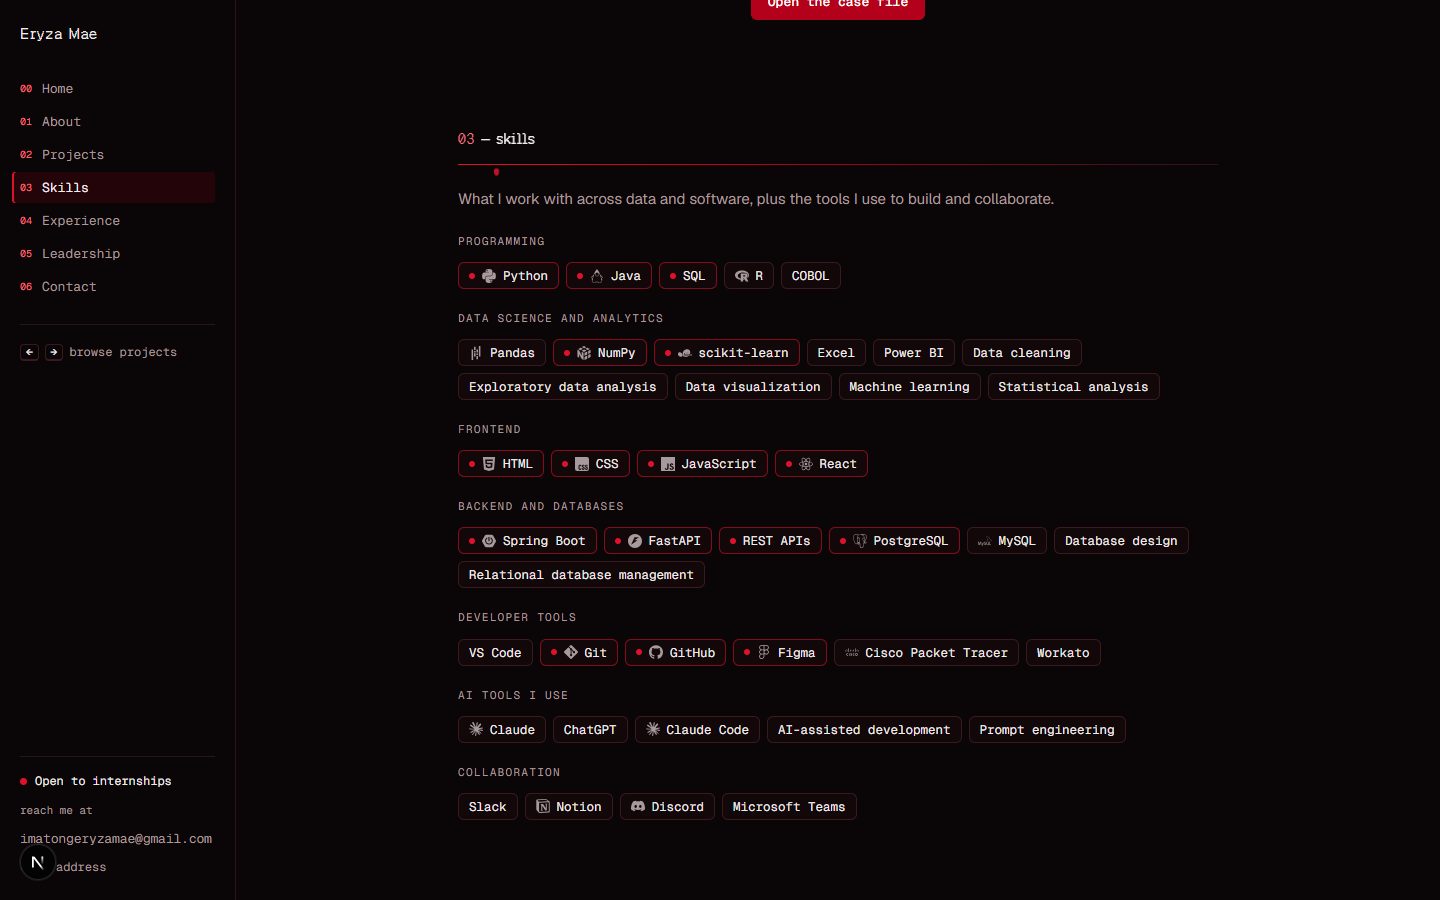 Open the case file
Eryza Mae
00 Home
01 About
02 Projects
03 Skills
04 Experience
05 Leadership
06 Contact
← → browse projects
Open to internships
reach me at
imatongeryzamae@gmail.com
N address
03 — skills
What I work with across data and software, plus the tools I use to build and collaborate.
PROGRAMMING
Python Java SQL R COBOL
DATA SCIENCE AND ANALYTICS
Pandas NumPy scikit-learn Excel Power BI Data cleaning
Exploratory data analysis Data visualization Machine learning Statistical analysis
FRONTEND
HTML CSS JavaScript React
BACKEND AND DATABASES
Spring Boot FastAPI REST APIs PostgreSQL MySQL Database design
Relational database management
DEVELOPER TOOLS
VS Code Git GitHub Figma Cisco Packet Tracer Workato
AI TOOLS I USE
Claude ChatGPT Claude Code AI-assisted development Prompt engineering
COLLABORATION
Slack Notion Discord Microsoft Teams